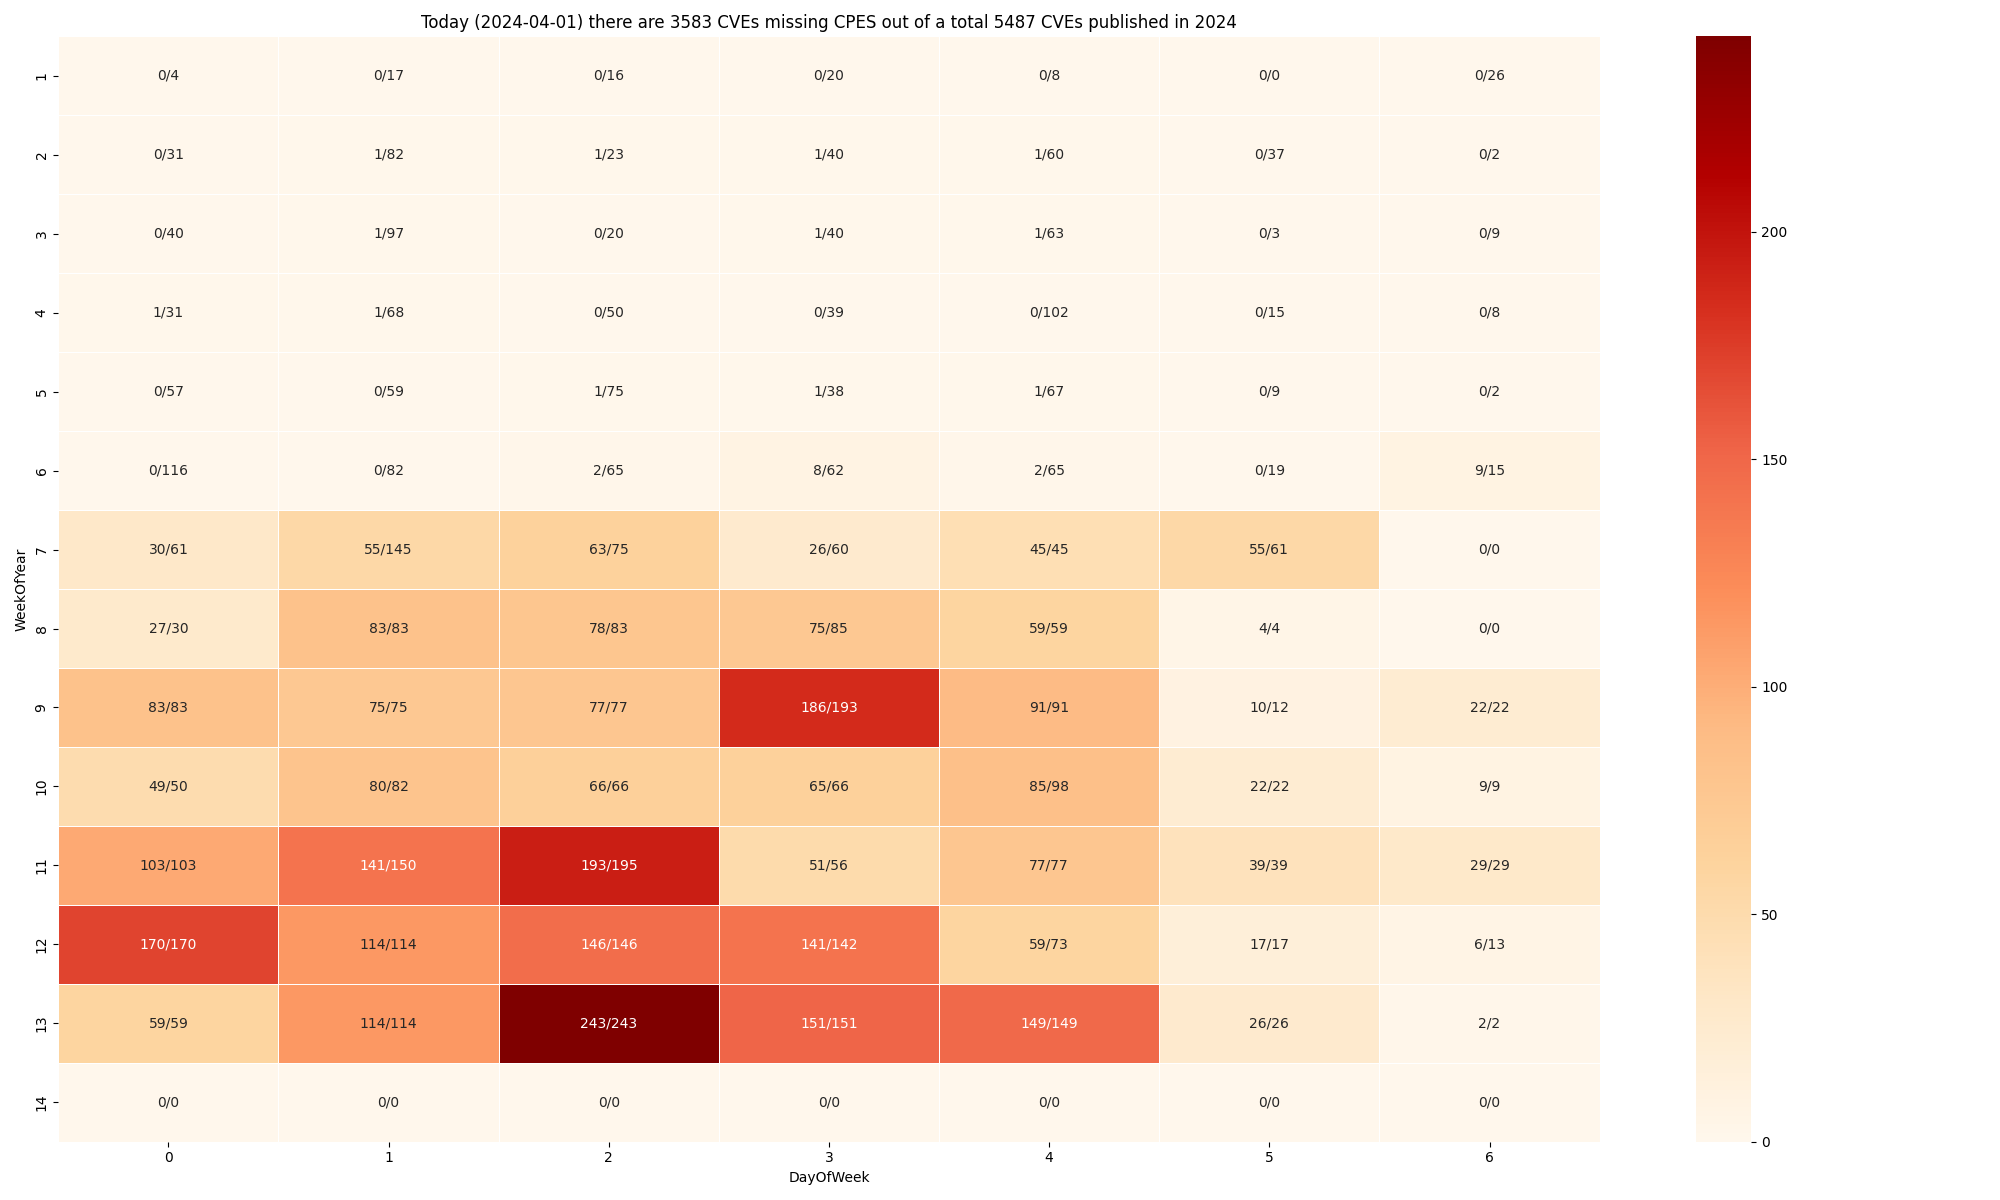 Today (2024-04-01) there are 3583 CVEs missing CPES out of a total 5487 CVEs published in 2024
1 0/4 0/17 0/16 0/20 0/8 0/0 0/26
2 0/31 1/82 1/23 1/40 1/60 0/37 0/2
3 0/40 1/97 0/20 1/40 1/63 0/3 0/9
4 1/31 1/68 0/50 0/39 0/102 0/15 0/8
5 0/57 0/59 1/75 1/38 1/67 0/9 0/2
6 0/116 0/82 2/65 8/62 2/65 0/19 9/15
7 30/61 55/145 63/75 26/60 45/45 55/61 0/0
8 27/30 83/83 78/83 75/85 59/59 4/4 0/0
9 83/83 75/75 77/77 186/193 91/91 10/12 22/22
10 49/50 80/82 66/66 65/66 85/98 22/22 9/9
11 103/103 141/150 193/195 51/56 77/77 39/39 29/29
12 170/170 114/114 146/146 141/142 59/73 17/17 6/13
13 59/59 114/114 243/243 151/151 149/149 26/26 2/2
14 0/0 0/0 0/0 0/0 0/0 0/0 0/0
0 1 2 3 4 5 6
DayOfWeek
WeekOfYear
200
150
100
50
0